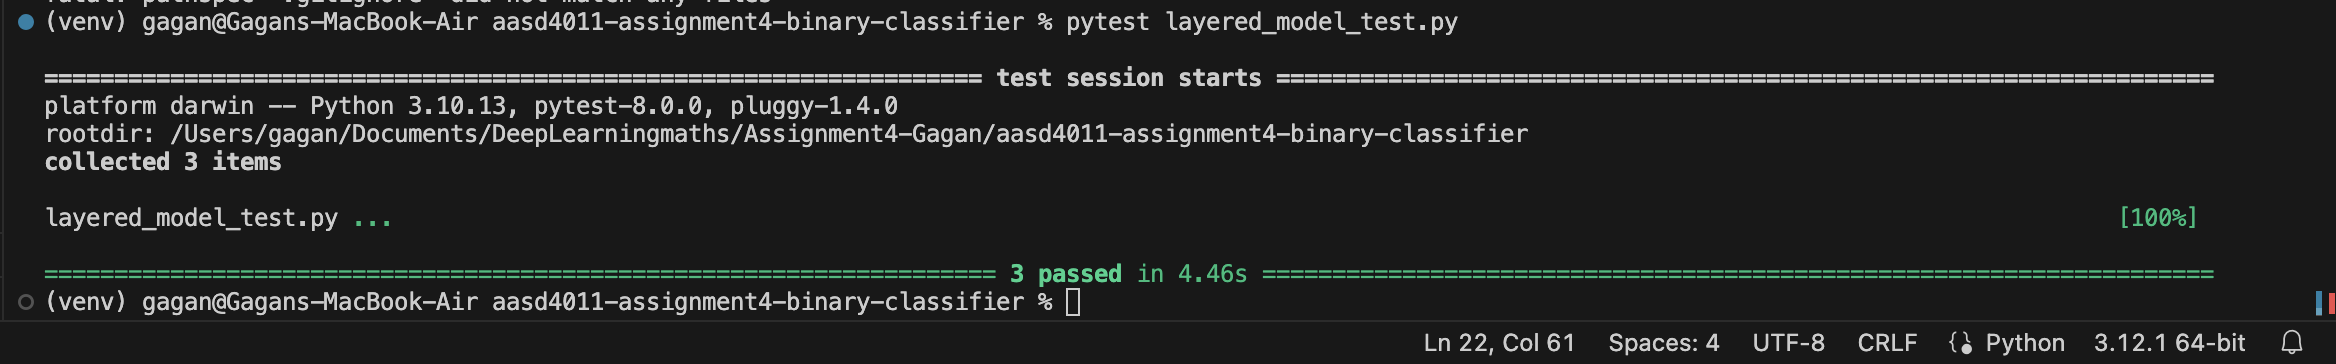 (venv) gagan@Gagans-MacBook-Air aasd4011-assignment4-binary-classifier % pytest layered_model_test.py
=================================================================== test session starts ===================================================================
platform darwin -- Python 3.10.13, pytest-8.0.0, pluggy-1.4.0
rootdir: /Users/gagan/Documents/DeepLearningmaths/Assignment4-Gagan/aasd4011-assignment4-binary-classifier
collected 3 items
layered_model_test.py ... [100%]
==================================================================== 3 passed in 4.46s ====================================================================
(venv) gagan@Gagans-MacBook-Air aasd4011-assignment4-binary-classifier %
Ln 22, Col 61 Spaces: 4 UTF-8 CRLF Python 3.12.1 64-bit